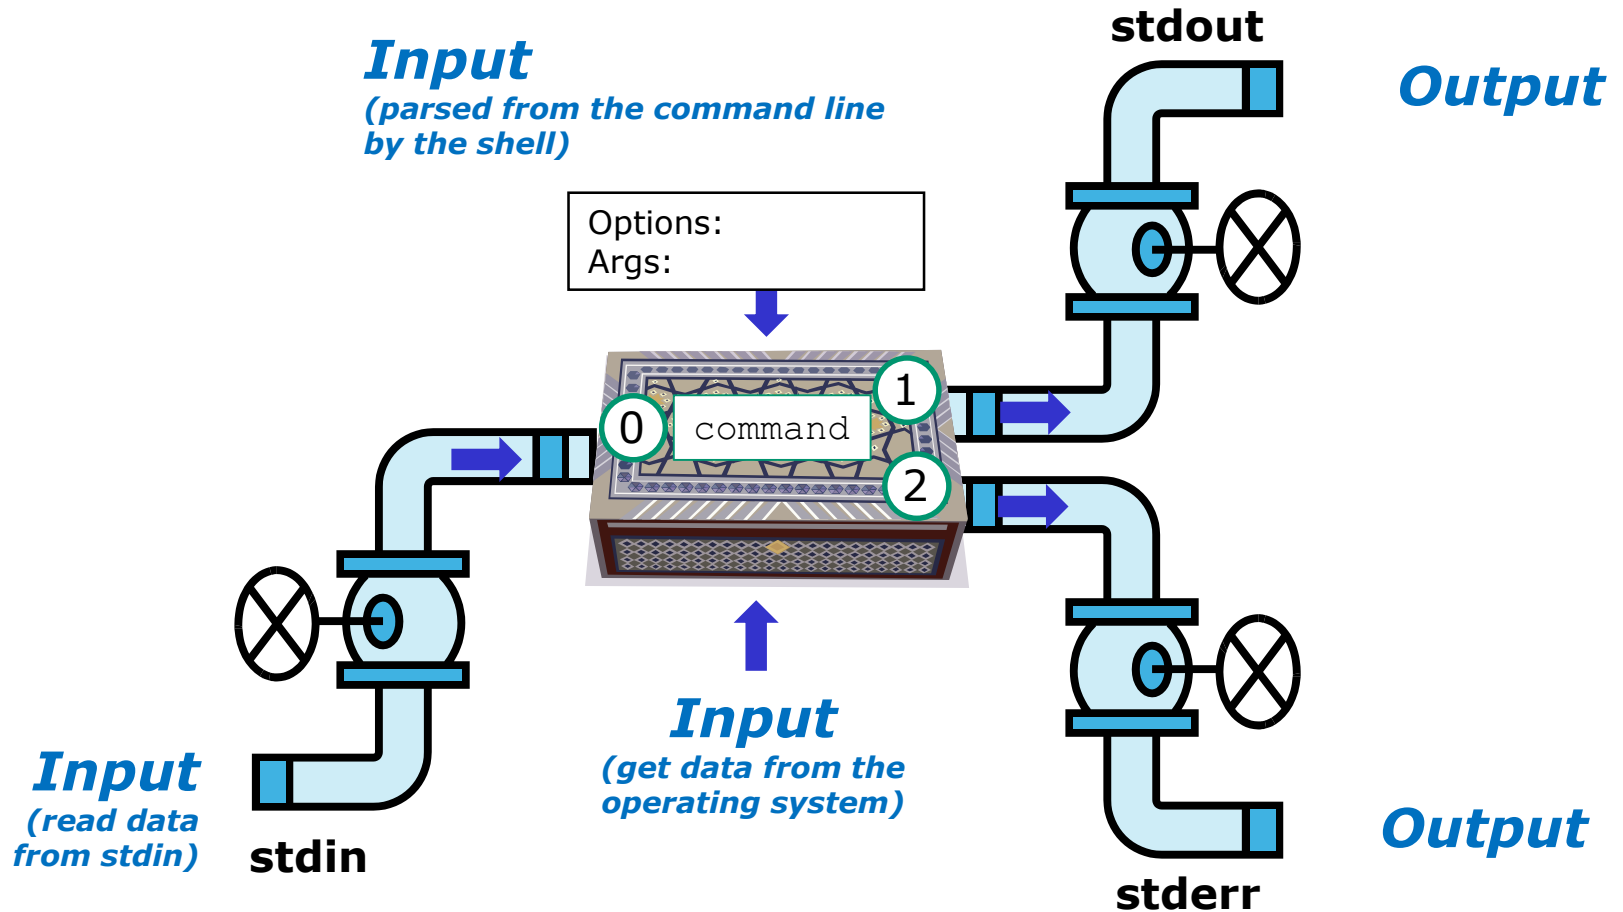 stdout
Input
(parsed from the command line
by the shell)
Output
Options:
Args:
1
0
command
2
Input
(get data from the
operating system)
Input
(read data
from stdin)
stdin
Output
stderr